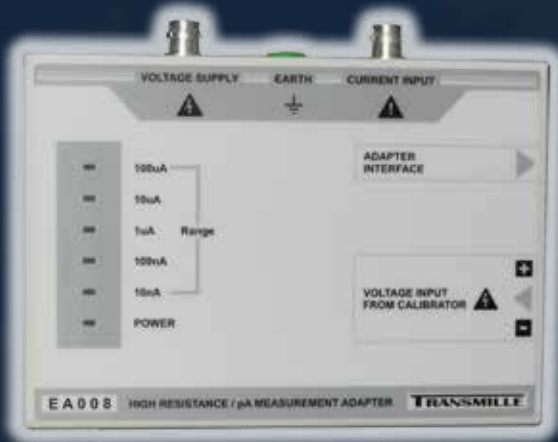 VOLTAGE SUPPLY EARTH CURRENT INPUT
100uA
10uA
1uA Range
100nA
10nA
POWER
ADAPTER
INTERFACE
+
VOLTAGE INPUT
FROM CALIBRATOR
-
EA008 HIGH RESISTANCE / pA MEASUREMENT ADAPTER TRANSMILLE